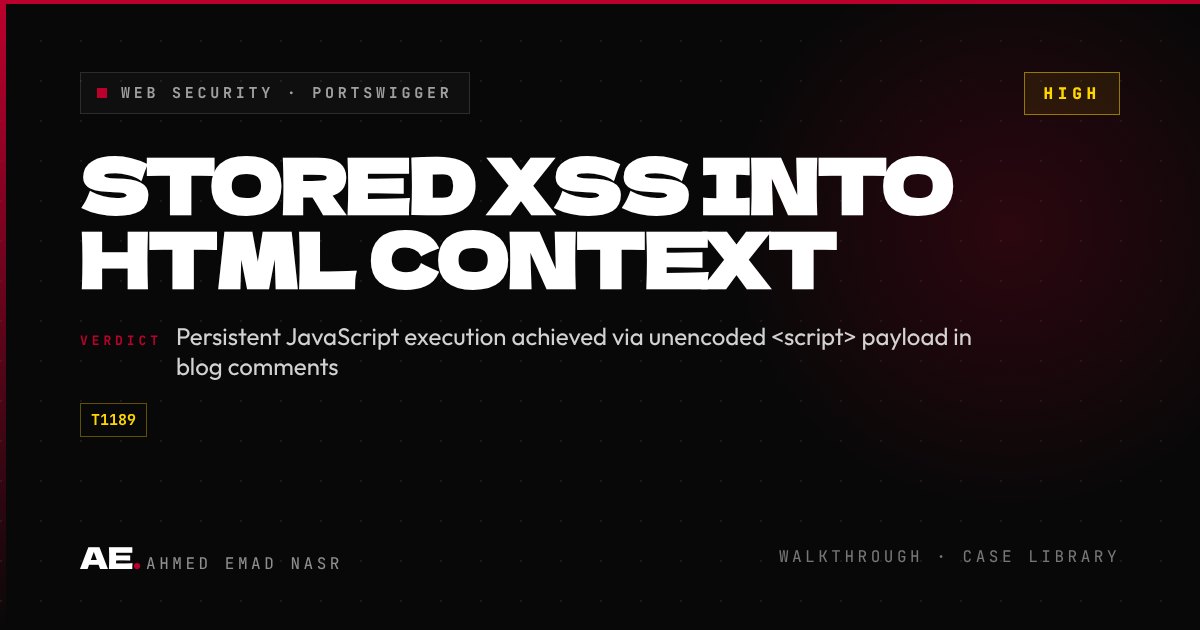 WEB SECURITY · PORTSWIGGER
HIGH
STORED XSS INTO
HTML CONTEXT
VERDICT Persistent JavaScript execution achieved via unencoded <script> payload in
blog comments
T1189
AE. AHMED EMAD NASR
WALKTHROUGH · CASE LIBRARY